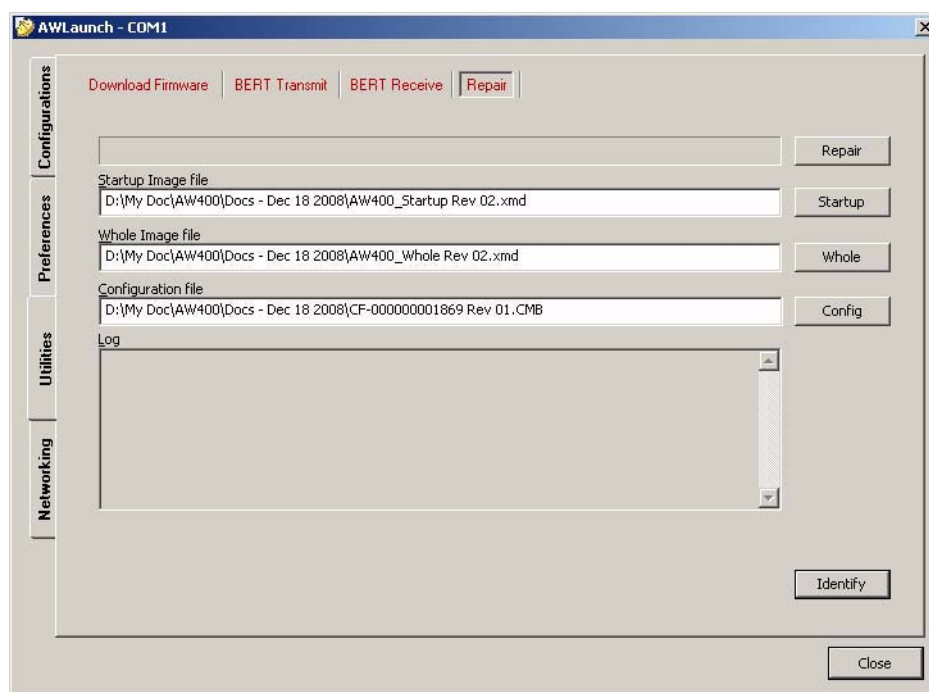 AWLaunch - COM1
Configurations
Preferences
Utilities
Networking
Download Firmware
BERT Transmit
BERT Receive
Repair
Repair
Startup Image file
D:\My Doc\AW400\Docs - Dec 18 2008\AW400_Startup Rev 02.xmd
Startup
Whole Image file
D:\My Doc\AW400\Docs - Dec 18 2008\AW400_Whole Rev 02.xmd
Whole
Configuration file
D:\My Doc\AW400\Docs - Dec 18 2008\CF-000000001869 Rev 01.CMB
Config
Log
Identify
Close